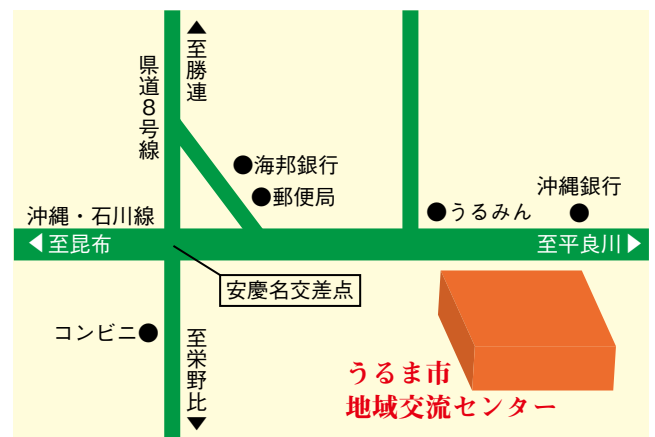 ▲至勝連
県道8号線
●海邦銀行
●郵便局
沖縄銀行
●
●うるみん
沖縄・石川線
◀至昆布
至平良川▶
安慶名交差点
コンビニ●
至栄野比▼
うるま市
地域交流センター